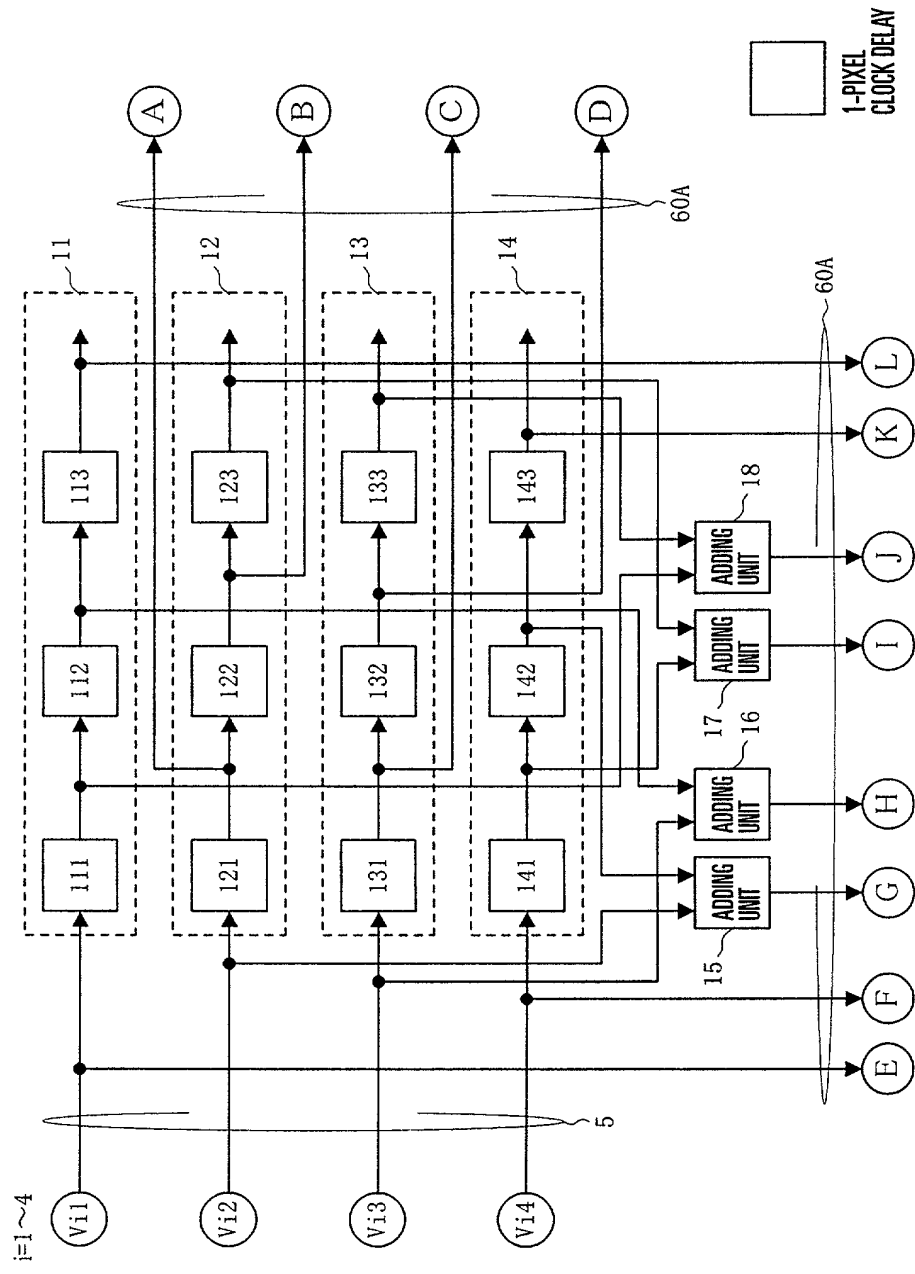 i=1～4
Vi1
Vi2
Vi3
Vi4
5
11
111
112
113
12
121
122
123
13
131
132
133
14
141
142
143
A
B
C
D
60A
ADDING
UNIT
15
ADDING
UNIT
16
ADDING
UNIT
17
ADDING
UNIT
18
60A
E
F
G
H
I
J
K
L
1-PIXEL
CLOCK DELAY